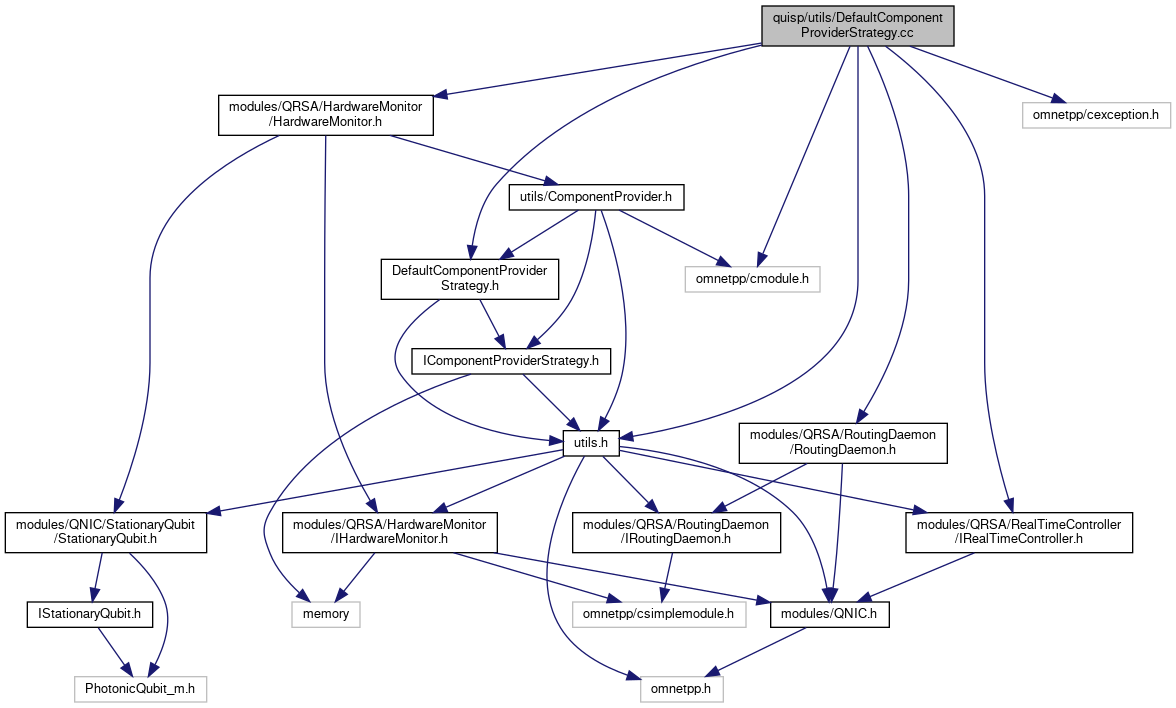 quisp/utils/DefaultComponent
ProviderStrategy.cc
modules/QRSA/HardwareMonitor
/HardwareMonitor.h
omnetpp/cexception.h
utils/ComponentProvider.h
DefaultComponentProvider
Strategy.h
omnetpp/cmodule.h
IComponentProviderStrategy.h
utils.h
modules/QRSA/RoutingDaemon
/RoutingDaemon.h
modules/QNIC/StationaryQubit
/StationaryQubit.h
modules/QRSA/HardwareMonitor
/IHardwareMonitor.h
modules/QRSA/RoutingDaemon
/IRoutingDaemon.h
modules/QRSA/RealTimeController
/IRealTimeController.h
IStationaryQubit.h
memory
omnetpp/csimplemodule.h
modules/QNIC.h
PhotonicQubit_m.h
omnetpp.h